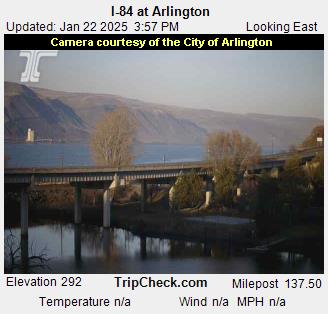 I-84 at Arlington
Updated: Jan 22 2025 3:57 PM Looking East
Camera courtesy of the City of Arlington
Elevation 292 TripCheck.com Milepost 137.50
Temperature n/a Wind n/a MPH n/a